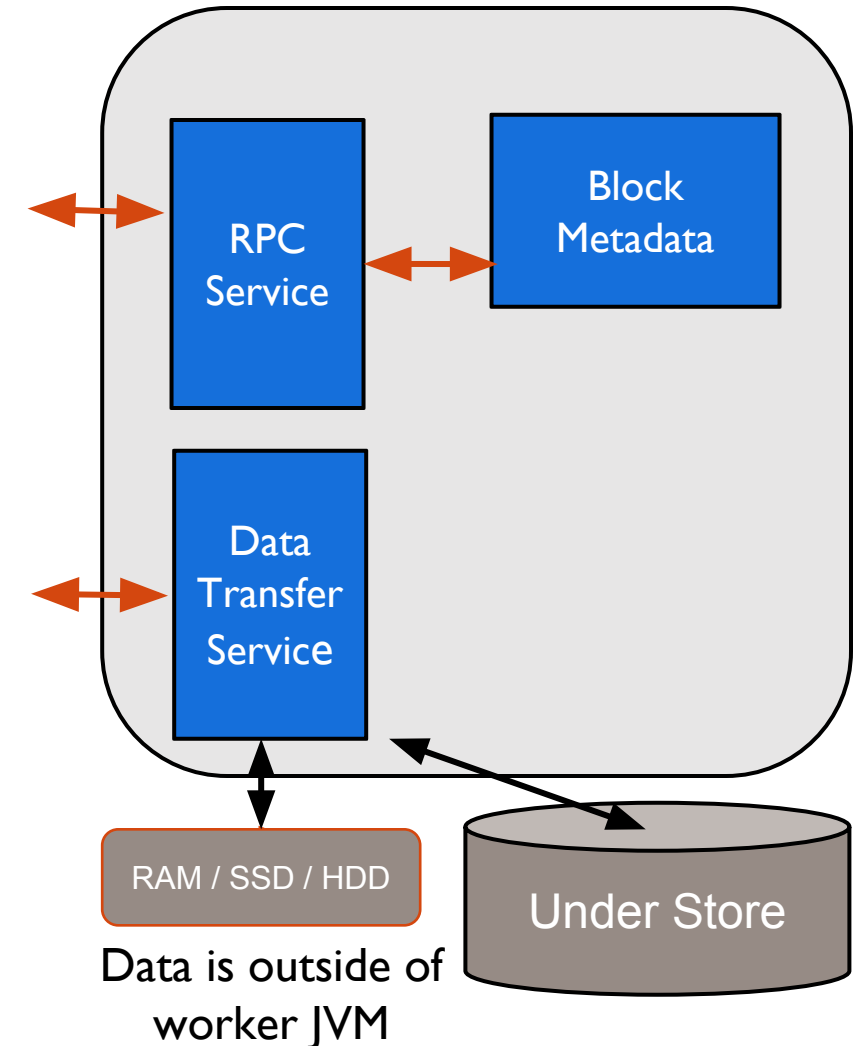 RPC
Service
Block
Metadata
Data
Transfer
Service
RAM / SSD / HDD
Under Store
Data is outside of
worker JVM